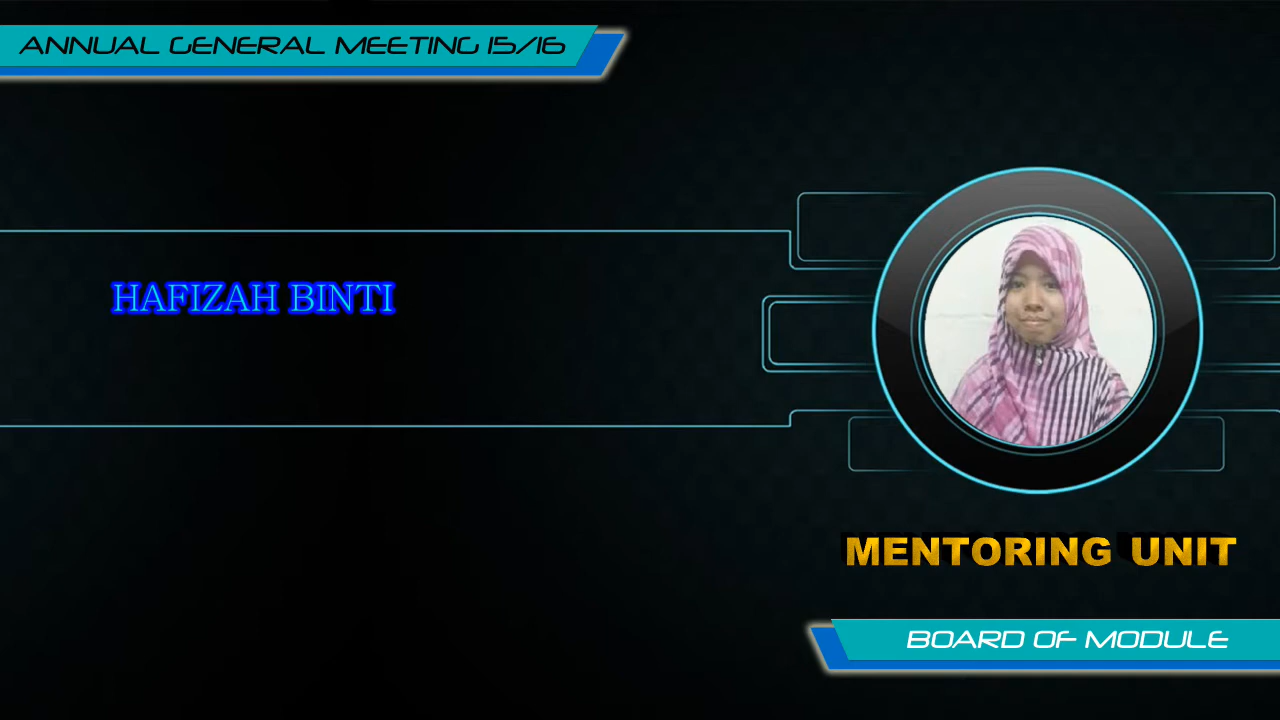 ANNUAL GENERAL MEETING 15/16
HAFIZAH BINTI
MENTORING UNIT
BOARD OF MODULE